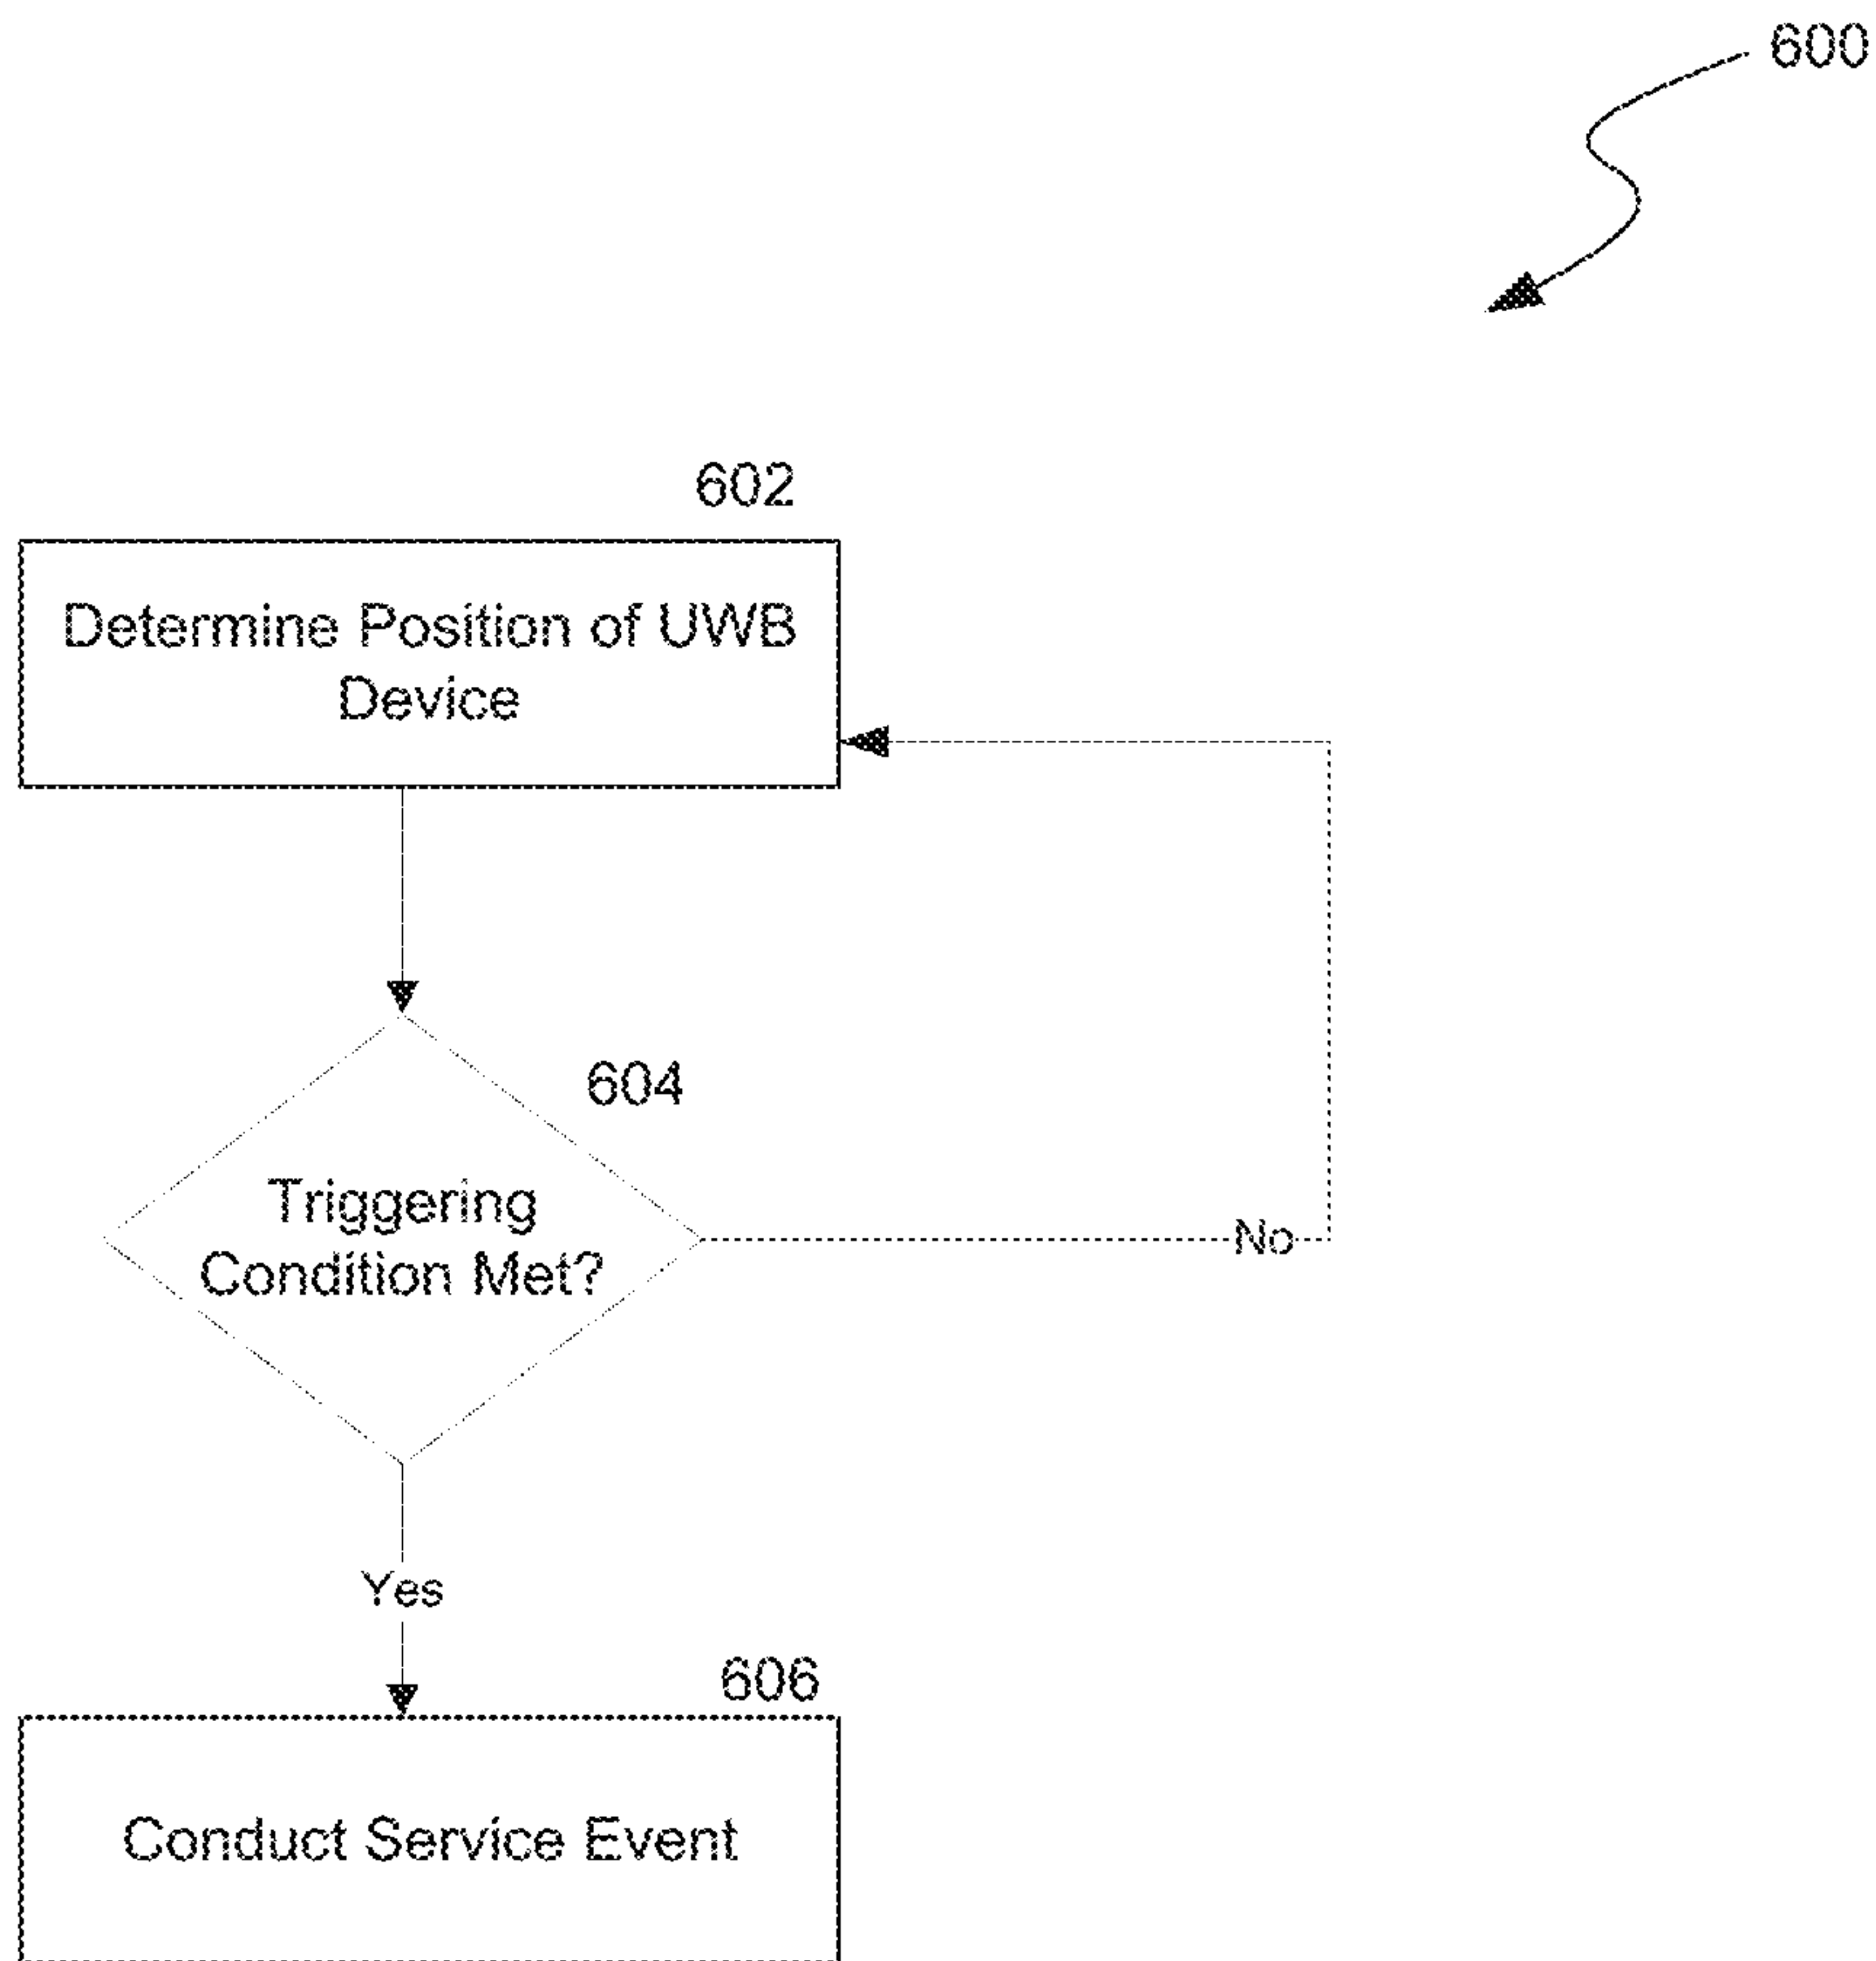 600
602
Determine Position of UWB
Device
604
Triggering
Condition Met?
No
Yes
606
Conduct Service Event